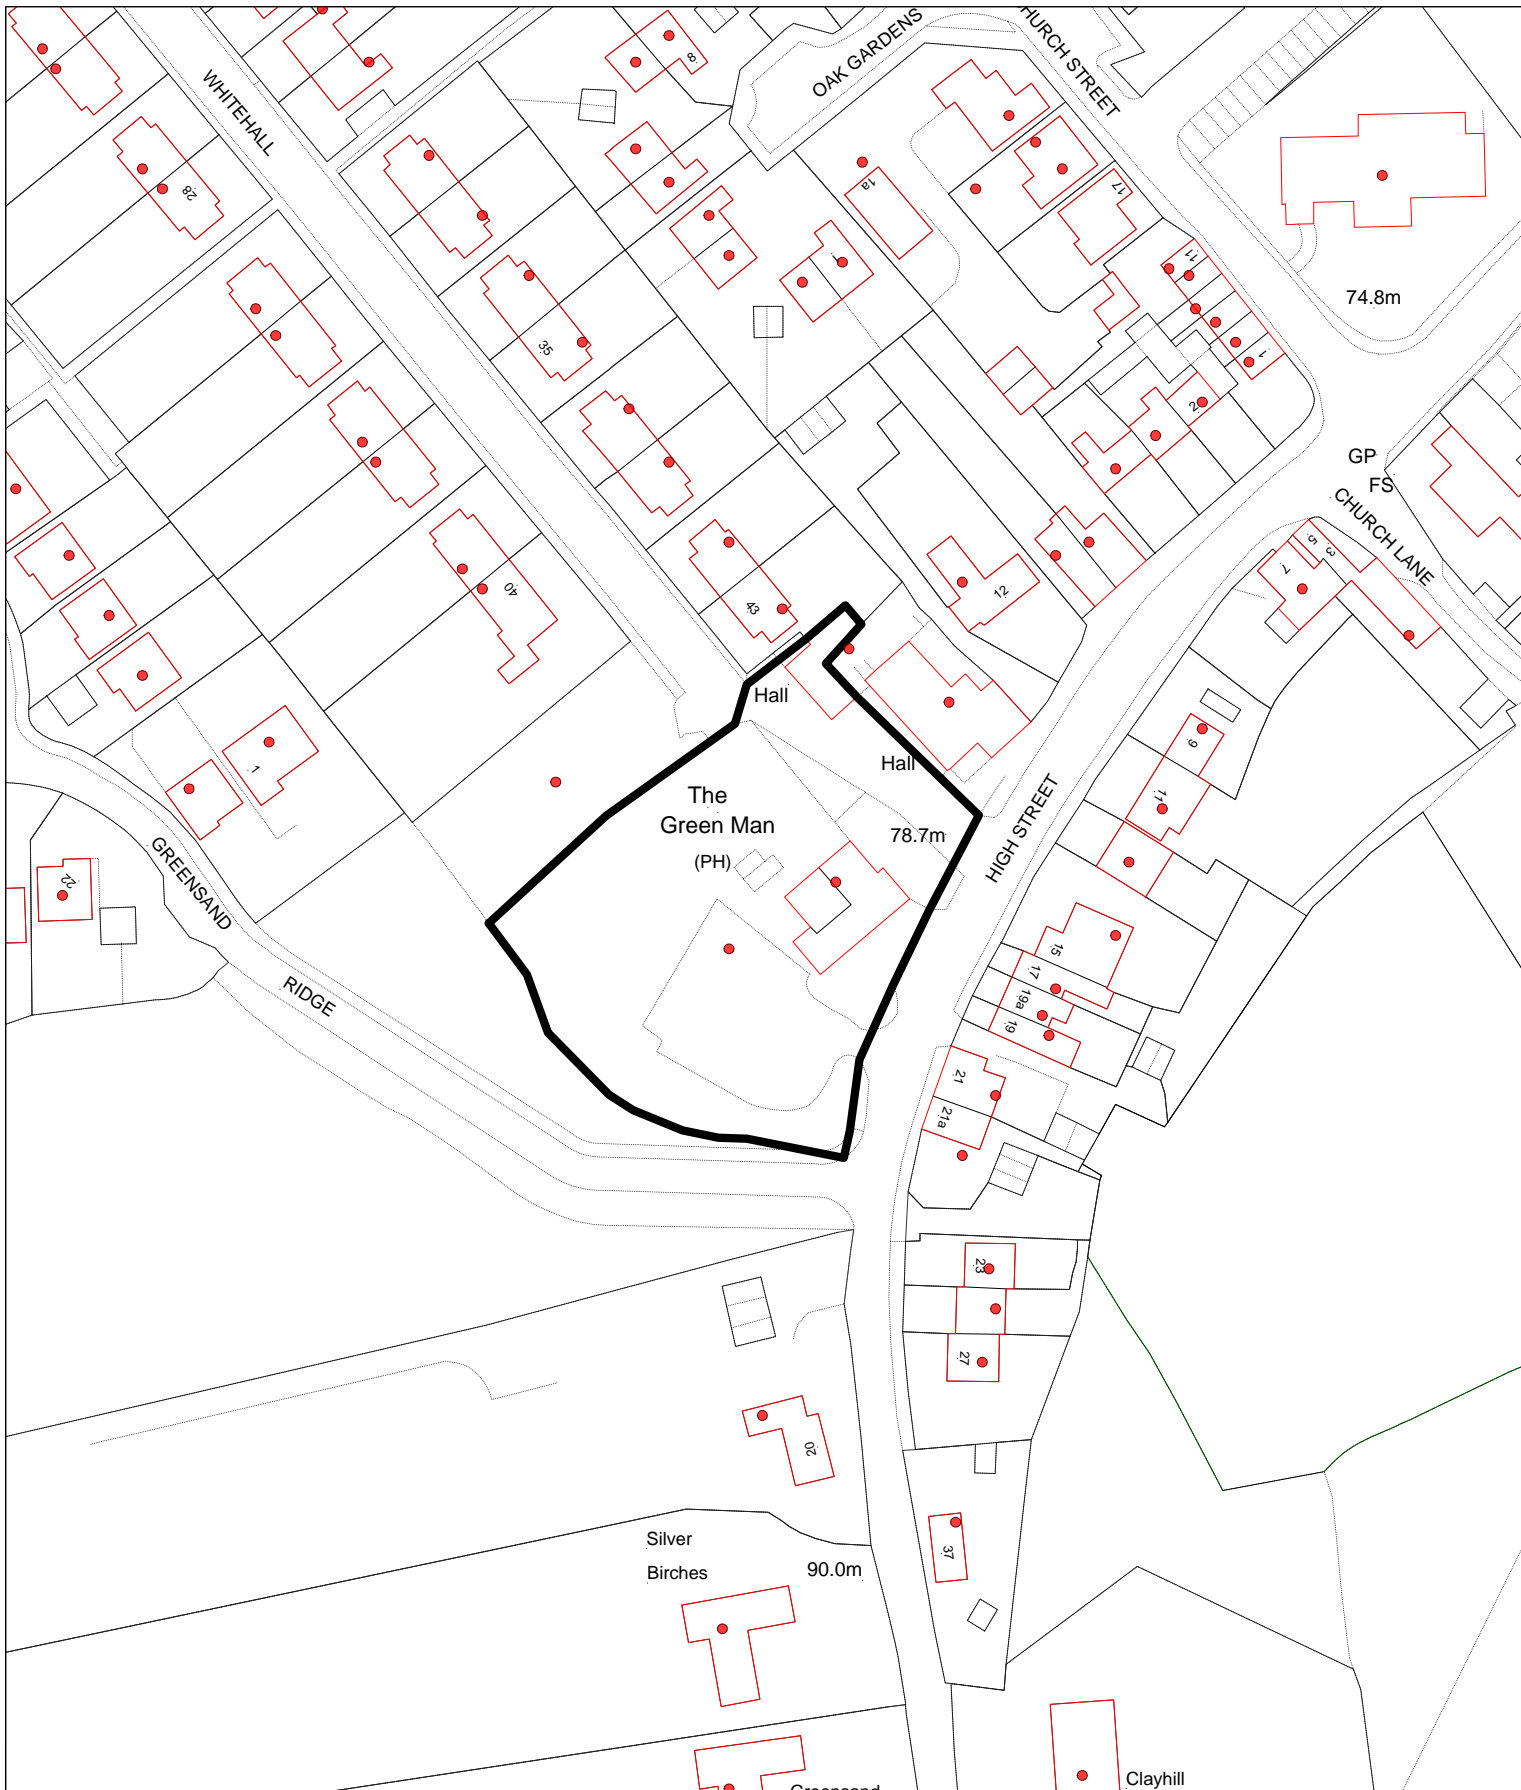 OAK GARDENS
CHURCH STREET
WHITEHALL
8
28
1a
17
11
1
1
74.8m
35
2
GP
FS
CHURCH LANE
5
3
7
40
43
12
Hall
Hall
9
1
The
Green Man
(PH)
78.7m
HIGH STREET
11
GREENSAND
RIDGE
22
15
17
19a
19
21
21a
23
27
20
37
Silver
Birches
90.0m
Clayhill
Greensand